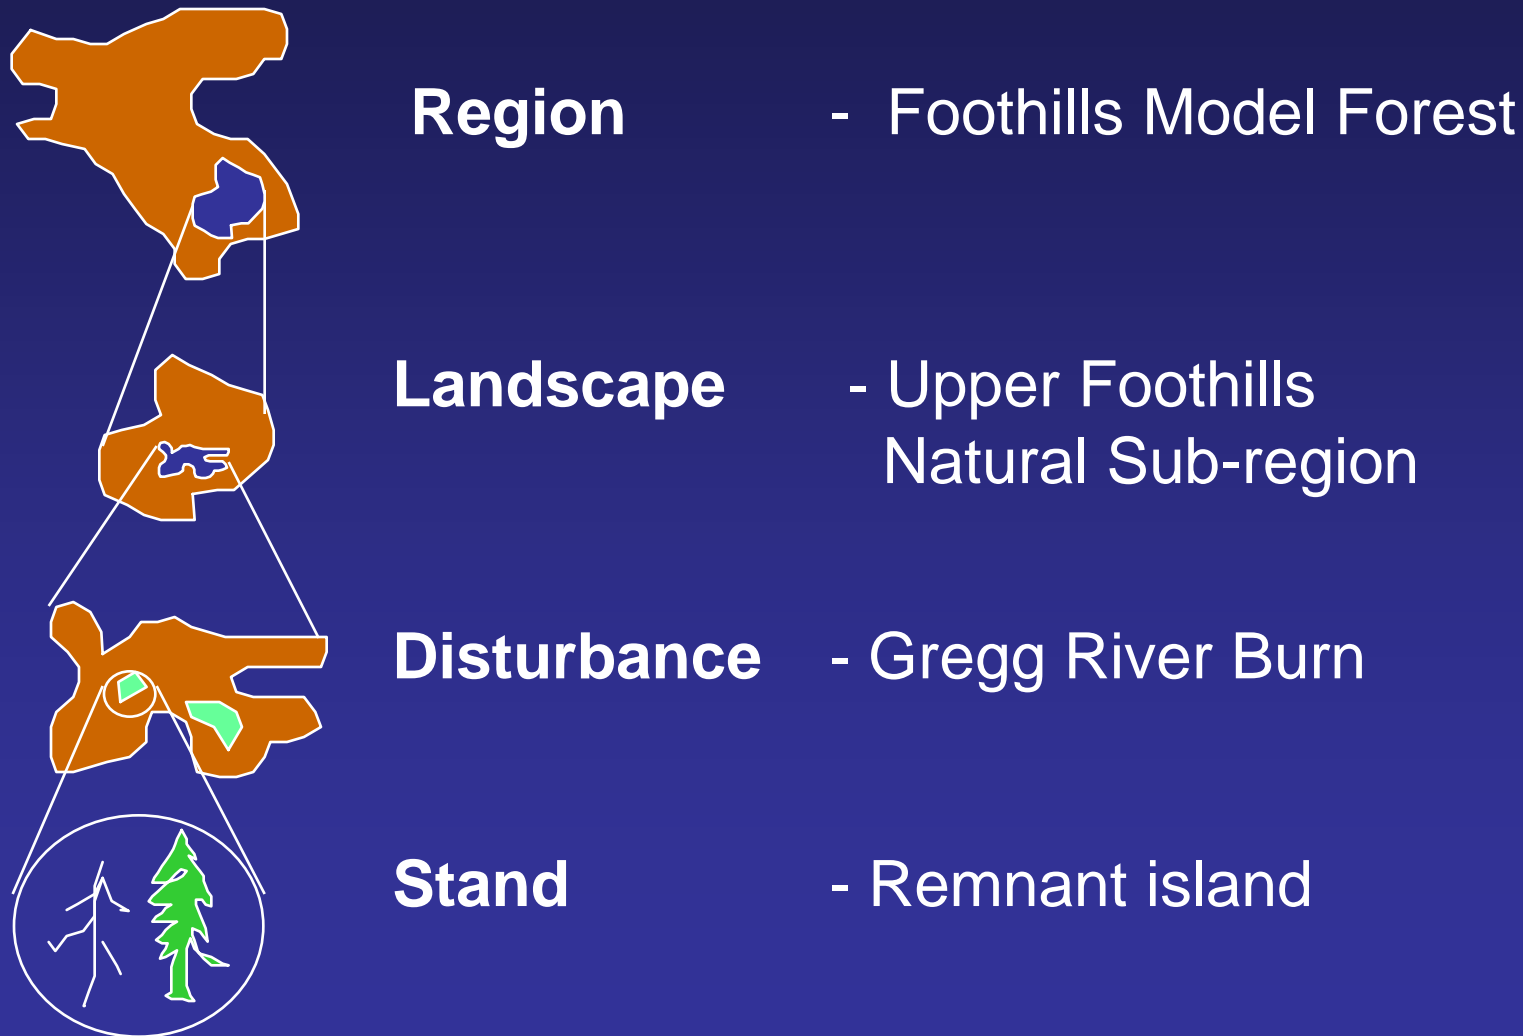 Region - Foothills Model Forest
Landscape - Upper Foothills
Natural Sub-region
Disturbance - Gregg River Burn
Stand - Remnant island